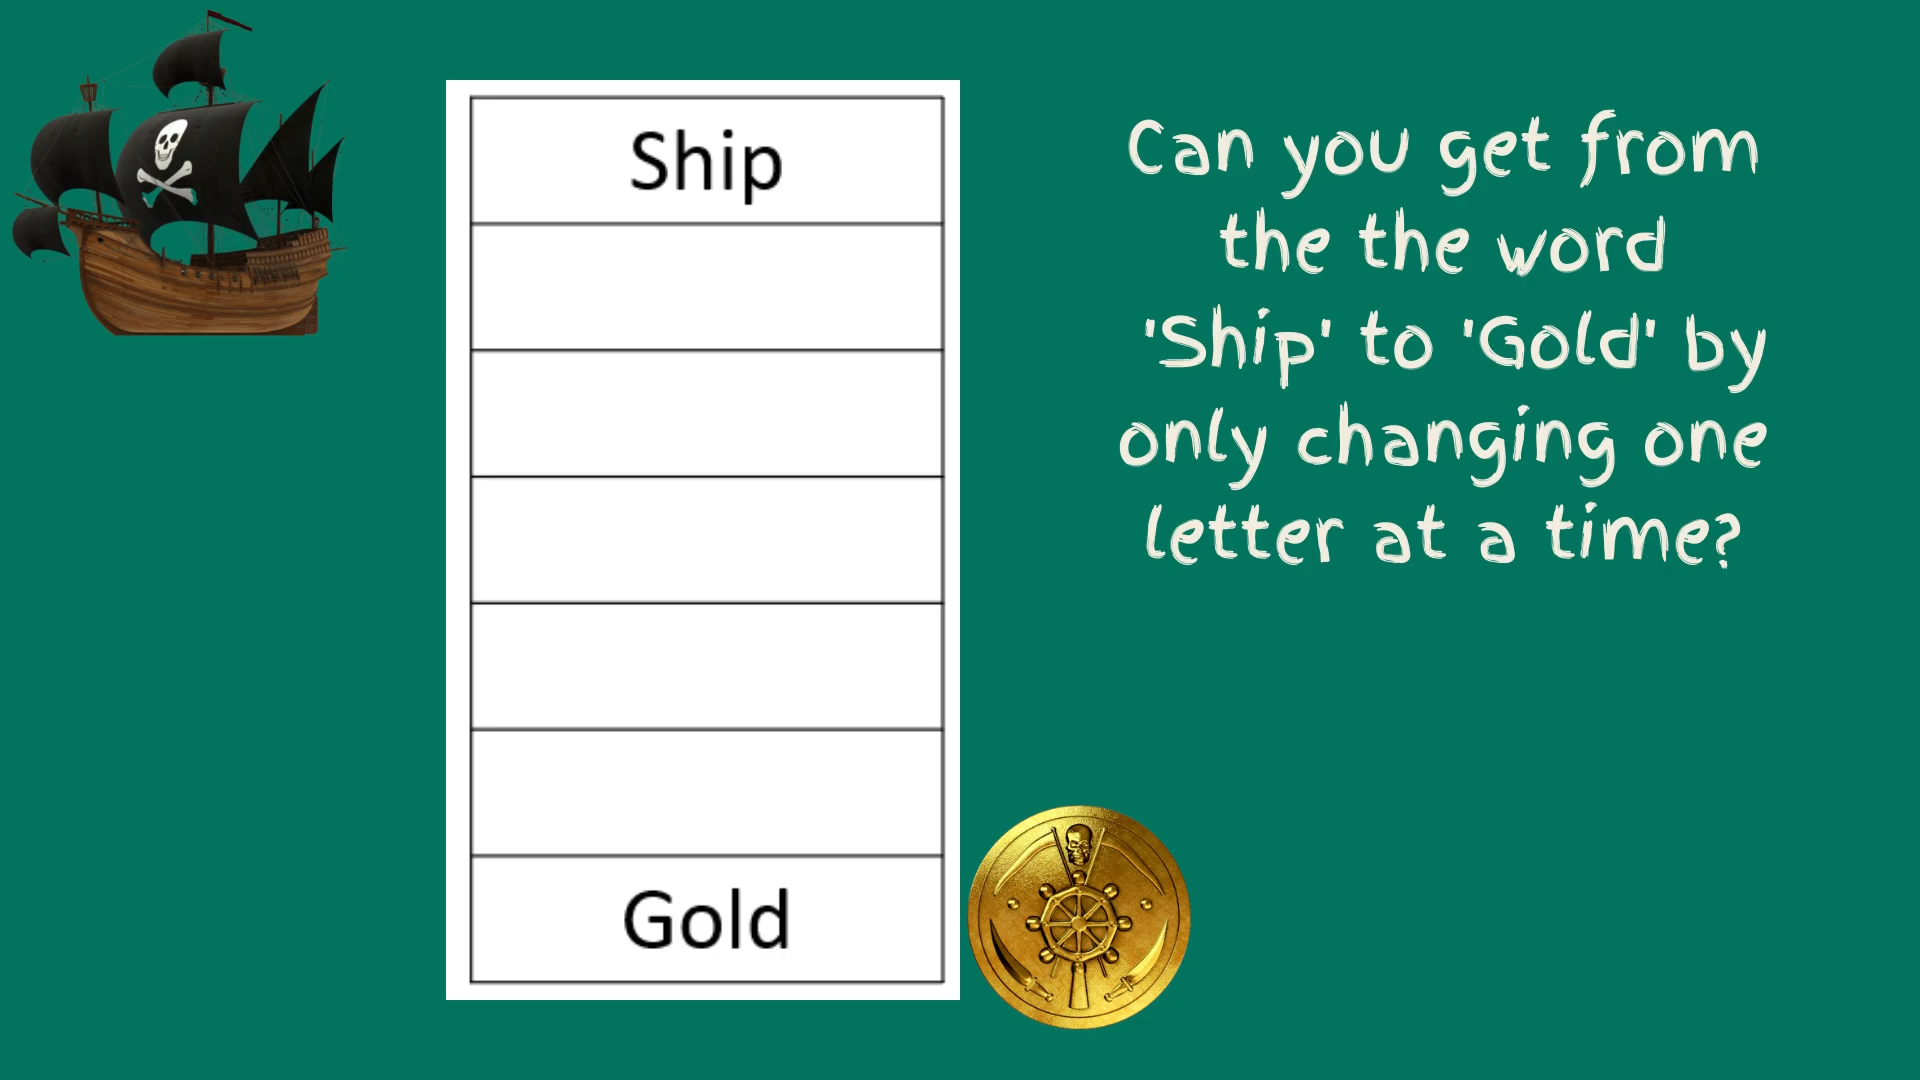 Ship
Gold
Can you get from
the the word
'Ship' to 'Gold' by
only changing one
letter at a time?